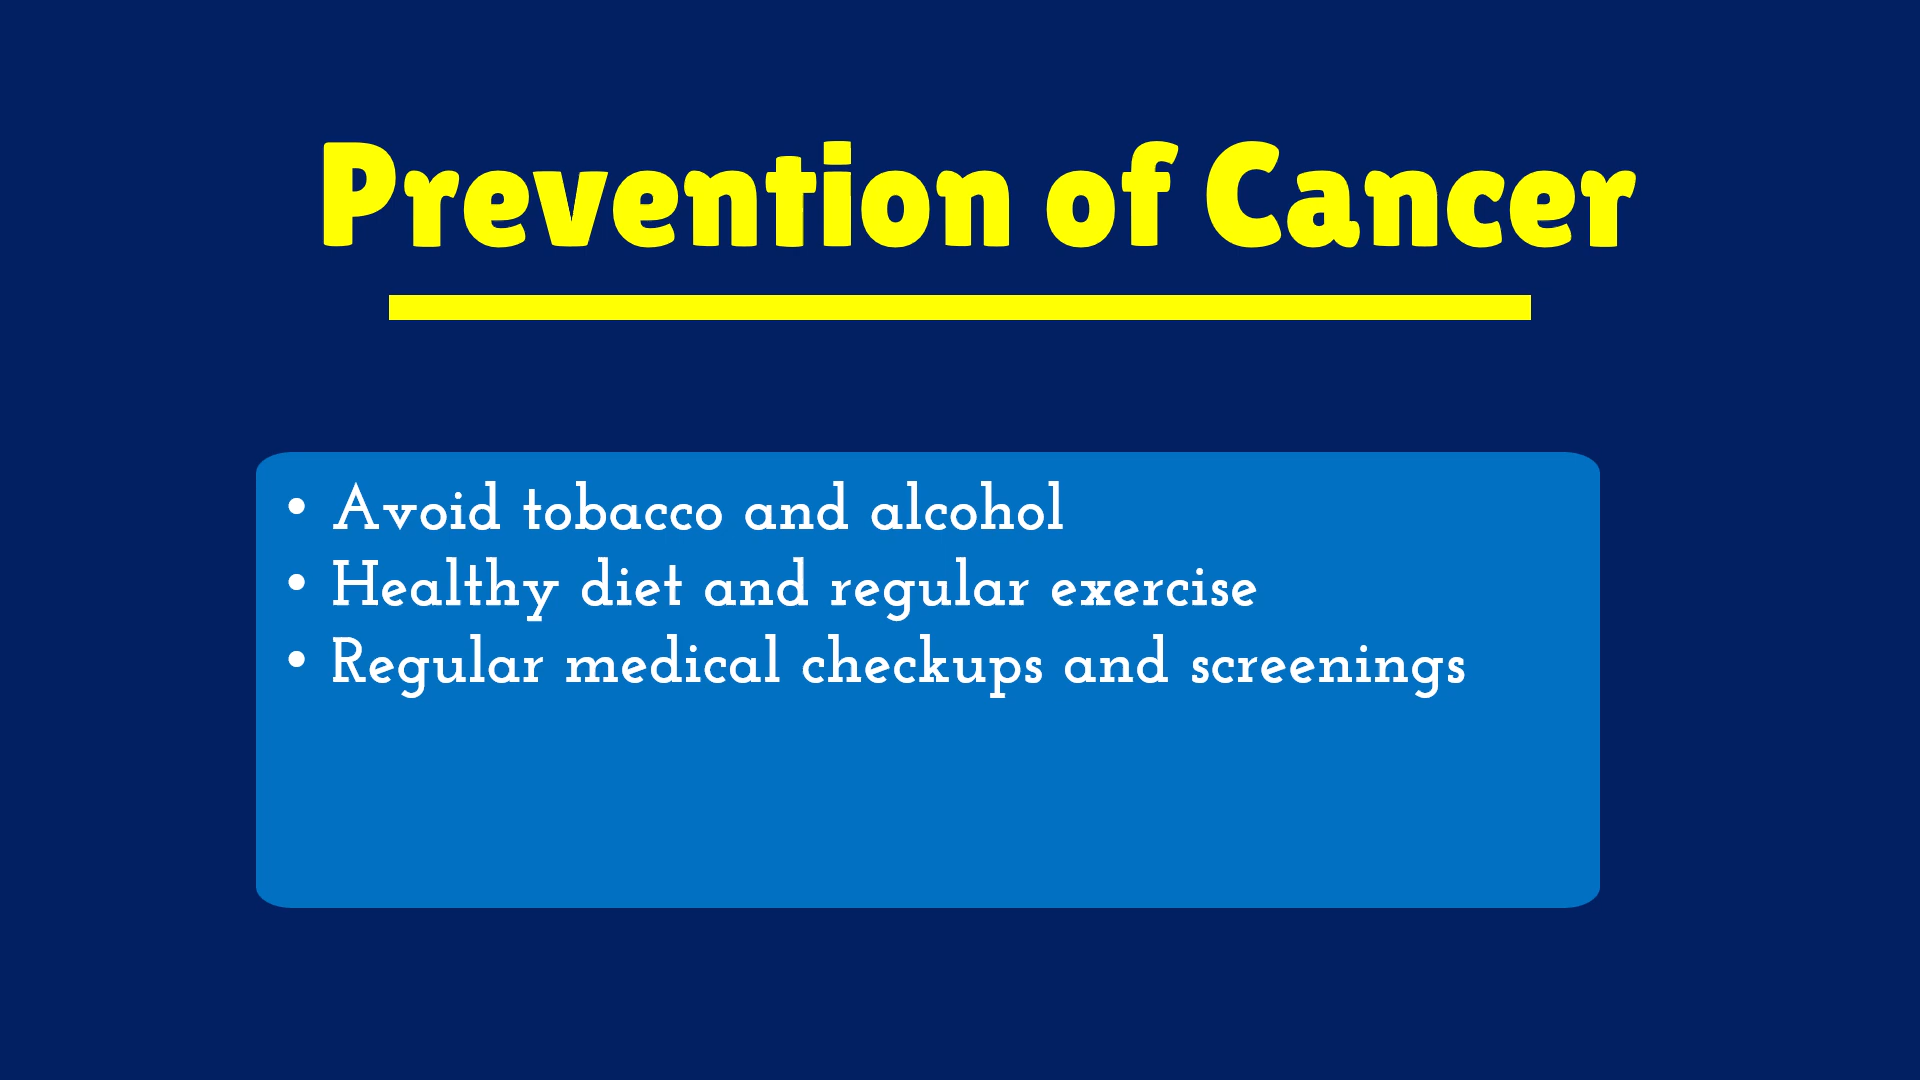 Prevention of Cancer
• Avoid tobacco and alcohol
• Healthy diet and regular exercise
• Regular medical checkups and screenings